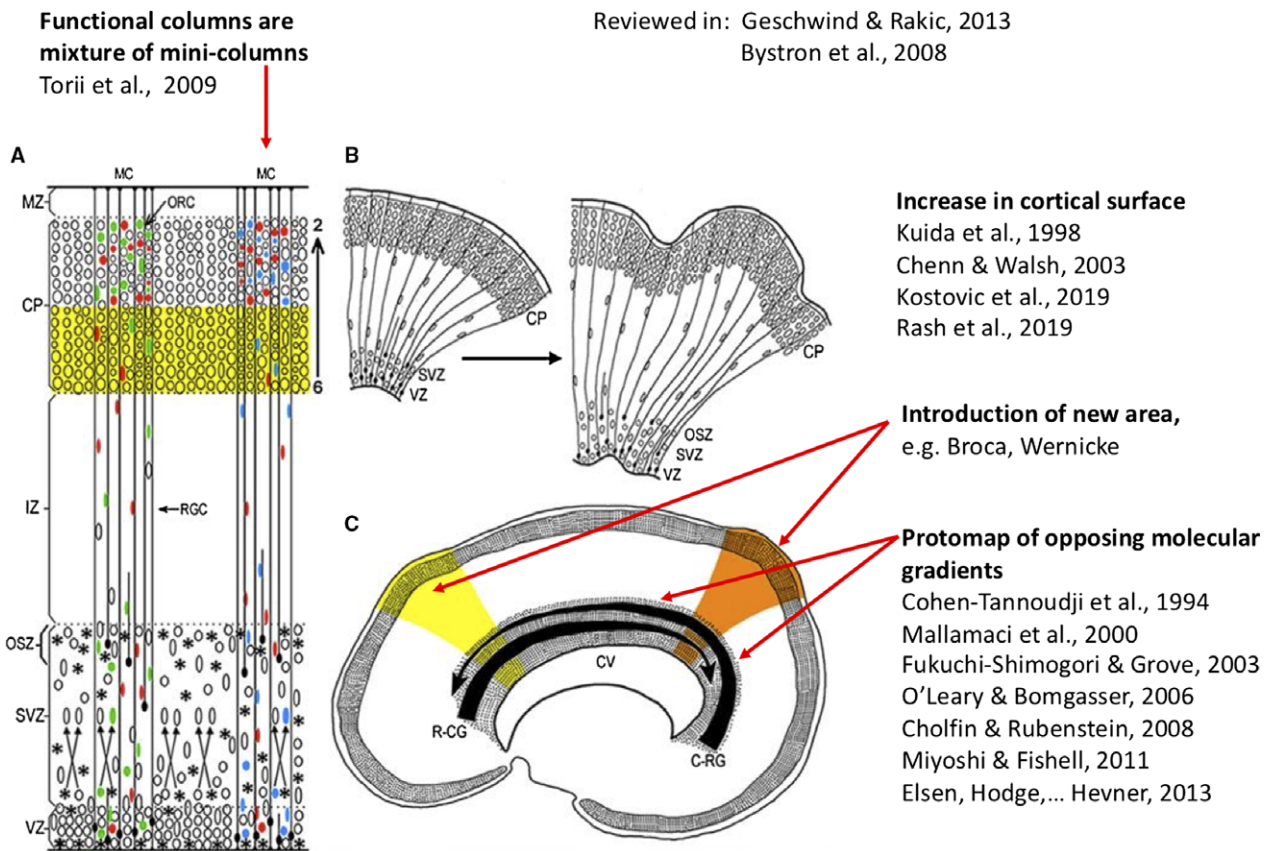 Functional columns are
mixture of mini-columns
Torii et al., 2009
Reviewed in: Geschwind & Rakic, 2013
Bystron et al., 2008
A
MC
MC
MZ
ORC
2
CP
6
IZ
RGC
OSZ
SVZ
VZ
B
CP
SVZ
VZ
CP
OSZ
SVZ
VZ
C
CV
R-CG
C-RG
Increase in cortical surface
Kuida et al., 1998
Chenn & Walsh, 2003
Kostovic et al., 2019
Rash et al., 2019
Introduction of new area,
e.g. Broca, Wernicke
Protomap of opposing molecular
gradients
Cohen-Tannoudji et al., 1994
Mallamaci et al., 2000
Fukuchi-Shimogori & Grove, 2003
O’Leary & Bomgasser, 2006
Cholfin & Rubenstein, 2008
Miyoshi & Fishell, 2011
Elsen, Hodge,... Hevner, 2013